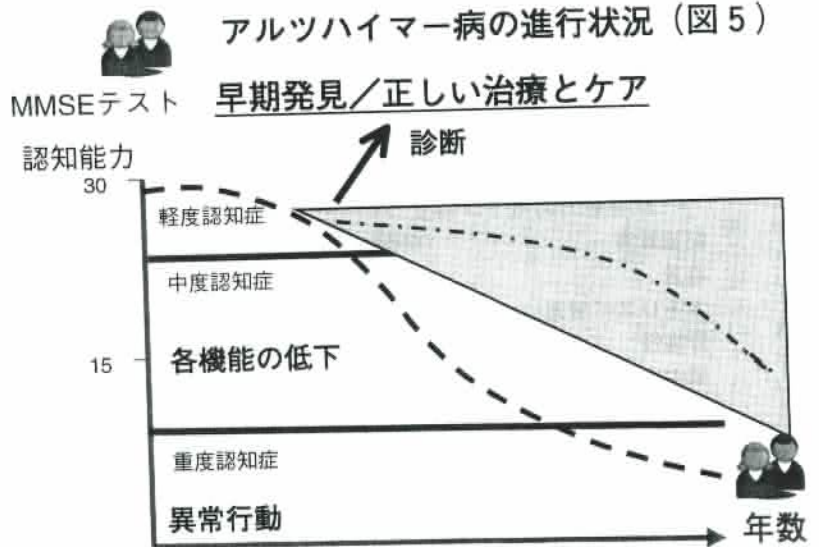 アルツハイマー病の進行状況（図５）
早期発見／正しい治療とケア
MMSEテスト
診断
認知能力
30
軽度認知症
中度認知症
各機能の低下
15
重度認知症
異常行動
年数